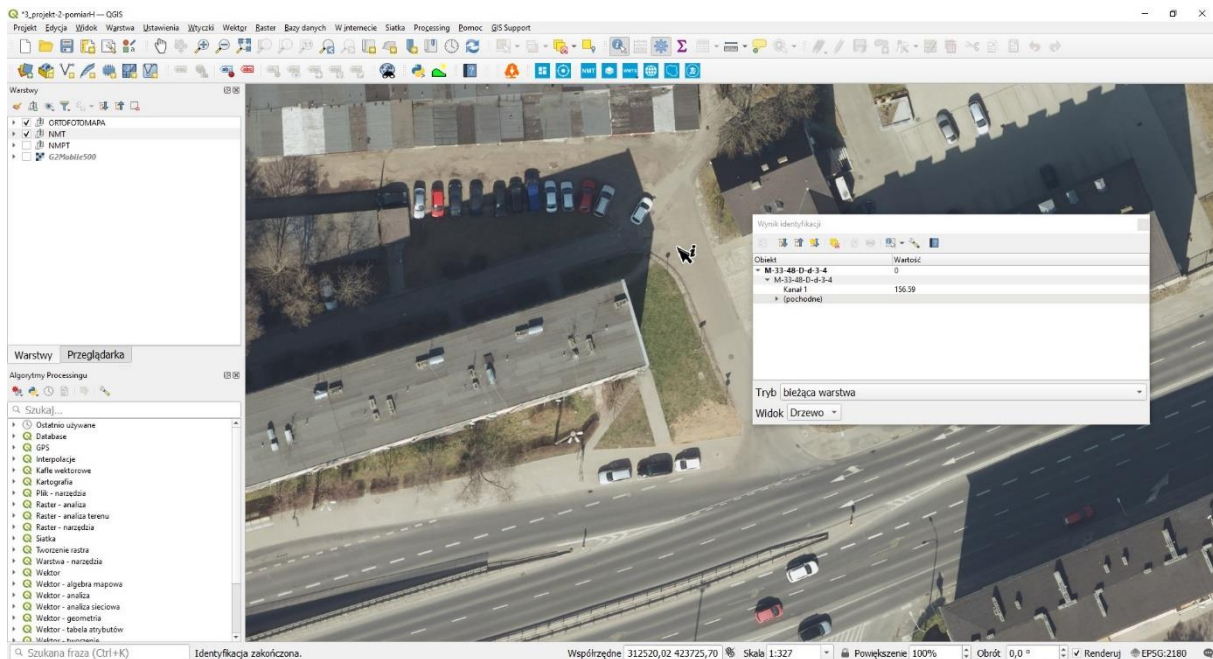 *3_projekt-2-pomiarH — QGIS
Projekt Edycja Widok Warstwa Ustawienia Wtyczki Wektor Raster Bazy danych W internecie Siatka Processing Pomoc GIS Support
NMT
WMTS
Warstwy
ORTOFOTOMAPA
NMT
NMPT
G2Mobile500
Warstwy Przeglądarka
Algorytmy Processingu
Szukaj...
Ostatnio używane
Database
GPS
Interpolacje
Kafle wektorowe
Kartografia
Plik - narzędzia
Raster - analiza
Raster - analiza terenu
Raster - narzędzia
Siatka
Tworzenie rastra
Warstwa - narzędzia
Wektor
Wektor - algebra mapowa
Wektor - analiza
Wektor - analiza sieciowa
Wektor - geometria
Wektor - tabela atrybutów
Wektor - tworzenie
Wynik identyfikacji
Obiekt Wartość
M-33-48-D-d-3-4 0
M-33-48-D-d-3-4
Kanał 1 156.59
(pochodne)
Tryb bieżąca warstwa
Widok Drzewo
Szukana fraza (Ctrl+K) Identyfikacja zakończona. Współrzędne 312520,02 423725,70 Skala 1:327 Powiększenie 100% Obrót 0,0 ° Renderuj EPSG:2180